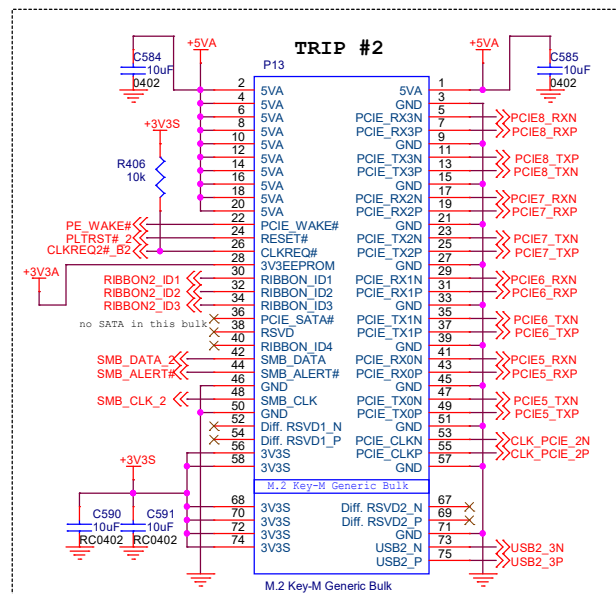 TRIP #2
+5VA
+5VA
C584
10uF
0402
C585
10uF
0402
P13
2 5VA 5VA 1
4 5VA GND 3
6 5VA PCIE_RX3N 5 PCIE8_RXN
8 5VA PCIE_RX3P 7 PCIE8_RXP
10 5VA GND 9
12 5VA PCIE_TX3N 11 PCIE8_TXP
14 5VA PCIE_TX3P 13 PCIE8_TXN
16 5VA GND 15
18 5VA PCIE_RX2N 17 PCIE7_RXN
20 5VA PCIE_RX2P 19 PCIE7_RXP
+3V3S
R406
10k
PE_WAKE# 22 PCIE_WAKE# GND 21
PLTRST#_2 24 RESET# PCIE_TX2N 23 PCIE7_TXN
CLKREQ2#_B2 26 CLKREQ# PCIE_TX2P 25 PCIE7_TXP
+3V3A
28 3V3EEPROM GND 27
RIBBON2_ID1 30 RIBBON_ID1 PCIE_RX1N 29 PCIE6_RXN
RIBBON2_ID2 32 RIBBON_ID2 PCIE_RX1P 31 PCIE6_RXP
RIBBON2_ID3 34 RIBBON_ID3 GND 33
36 PCIE_SATA# PCIE_TX1N 35 PCIE6_TXN
no SATA in this bulk
38 RSVD PCIE_TX1P 37 PCIE6_TXP
40 RIBBON_ID4 GND 39
SMB_DATA_2 42 SMB_DATA PCIE_RX0N 41 PCIE5_RXN
SMB_ALERT# 44 SMB_ALERT# PCIE_RX0P 43 PCIE5_RXP
46 GND GND 45
SMB_CLK_2 48 SMB_CLK PCIE_TX0N 47 PCIE5_TXN
50 GND PCIE_TX0P 49 PCIE5_TXP
52 Diff. RSVD1_N GND 51
54 Diff. RSVD1_P PCIE_CLKN 53 CLK_PCIE_2N
56 3V3S PCIE_CLKP 55 CLK_PCIE_2P
58 3V3S GND 57
+3V3S
M.2 Key-M Generic Bulk
68 3V3S Diff. RSVD2_N 67
70 3V3S Diff. RSVD2_P 69
72 3V3S GND 71
74 3V3S USB2_N 73 USB2_3N
USB2_P 75 USB2_3P
C590
10uF
RC0402
C591
10uF
RC0402
M.2 Key-M Generic Bulk